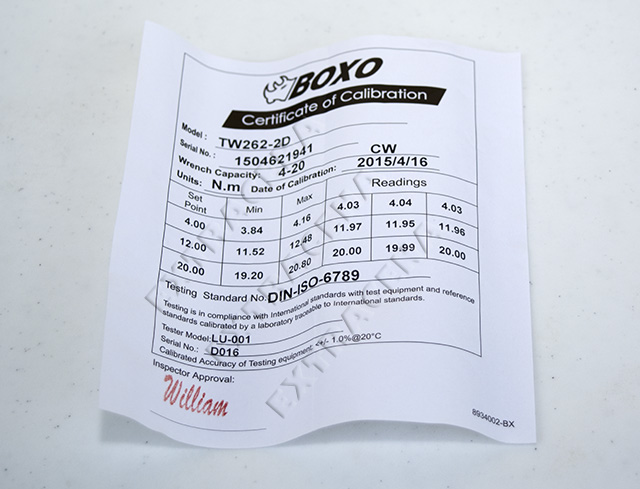 BOXO
Certificate of Calibration
Model : TW262-2D
Serial No.: 1504621941 CW
Wrench Capacity: 4-20 2015/4/16
Units: N.m Date of Calibration:
Set Point Min Max Readings
4.00 3.84 4.16 4.03 4.04 4.03
12.00 11.52 12.48 11.97 11.95 11.96
20.00 19.20 20.80 20.00 19.99 20.00
Testing Standard No. DIN-ISO-6789
Testing is in compliance with International standards with test equipment and reference
standards calibrated by a laboratory traceable to International standards.
Tester Model: LU-001
Serial No.: D016
Calibrated Accuracy of Testing equipment: +/- 1.0%@20°C
Inspector Approval:
William
8934002-BX